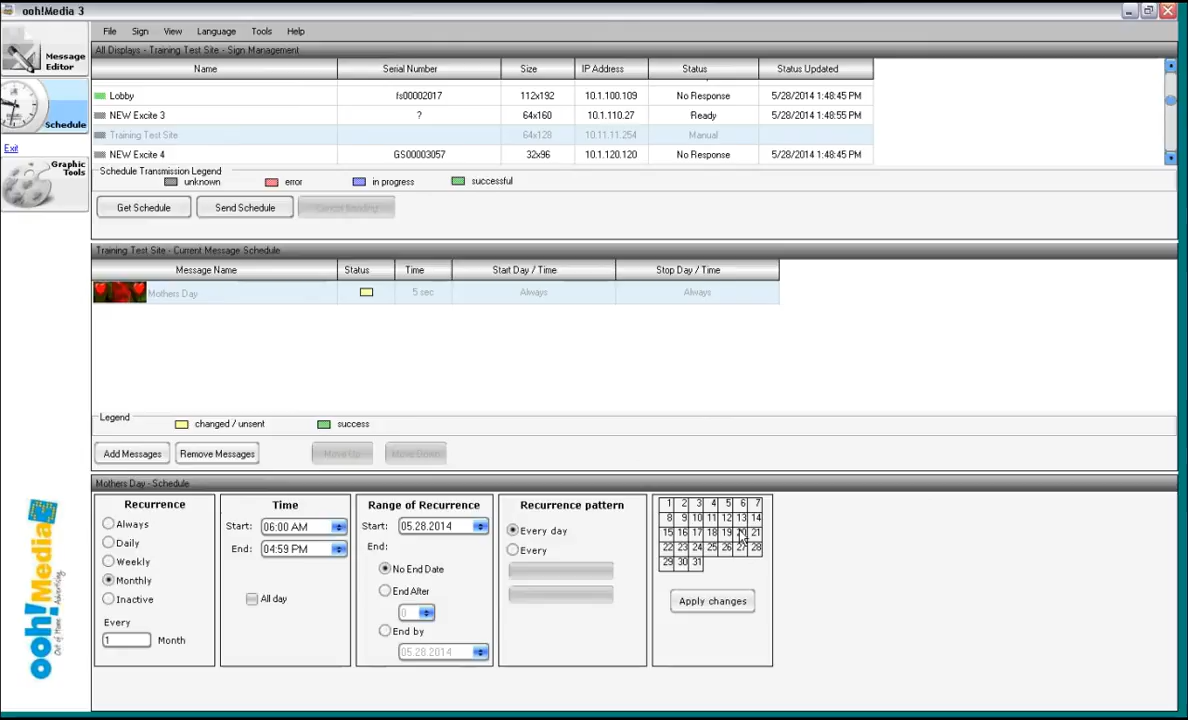 ooh!Media 3
File Sign View Language Tools Help
Message Editor
Schedule
Exit
Graphic Tools
All Displays - Training Test Site - Sign Management
Name Serial Number Size IP Address Status Status Updated
Lobby fs00002017 112x192 10.1.100.109 No Response 5/28/2014 1:48:45 PM
NEW Excite 3 ? 64x160 10.1.110.27 Ready 5/28/2014 1:48:55 PM
Training Test Site 64x128 10.11.11.254 Manual
NEW Excite 4 GS00003057 32x96 10.1.120.120 No Response 5/28/2014 1:48:45 PM
Schedule Transmission Legend
unknown error in progress successful
Get Schedule Send Schedule
Training Test Site - Current Message Schedule
Message Name Status Time Start Day / Time Stop Day / Time
Mothers Day 5 sec Always Always
Legend
changed / unsent success
Add Messages Remove Messages Move Up Move Down
Mothers Day - Schedule
Recurrence
Always
Daily
Weekly
Monthly
Inactive
Every
1 Month
Time
Start: 06:00 AM
End: 04:59 PM
All day
Range of Recurrence
Start: 05.28.2014
End:
No End Date
End After
0
End by
05.28.2014
Recurrence pattern
Every day
Every
1 2 3 4 5 6 7
8 9 10 11 12 13 14
15 16 17 18 19 20 21
22 23 24 25 26 27 28
29 30 31
Apply changes
ooh!Media
Out of Home Advertising